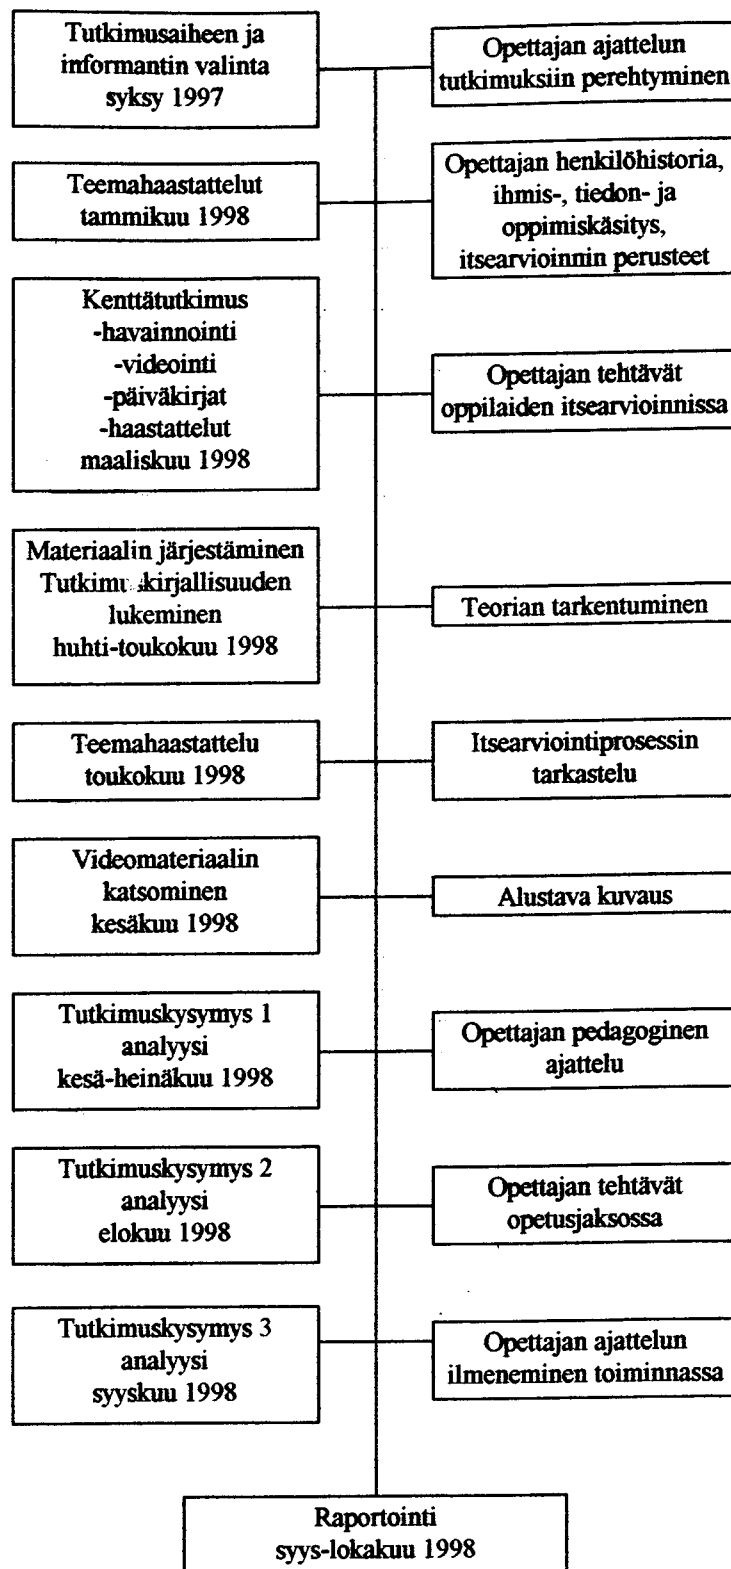 Tutkimusaiheen ja
informantin valinta
syksy 1997
Opettajan ajattelun
tutkimuksiin perehtyminen
Teemahaastattelut
tammikuu 1998
Opettajan henkilöhistoria,
ihmis-, tiedon- ja
oppimiskäsitys,
itsearvioinnin perusteet
Kenttätutkimus
-havainnointi
-videointi
-päiväkirjat
-haastattelut
maaliskuu 1998
Opettajan tehtävät
oppilaiden itsearvioinnissa
Materiaalin järjestäminen
Tutkimuskirjallisuuden
lukeminen
huhti-toukokuu 1998
Teorian tarkentuminen
Teemahaastattelu
toukokuu 1998
Itsearviointiprosessin
tarkastelu
Videomateriaalin
katsominen
kesäkuu 1998
Alustava kuvaus
Tutkimuskysymys 1
analyysi
kesä-heinäkuu 1998
Opettajan pedagoginen
ajattelu
Tutkimuskysymys 2
analyysi
elokuu 1998
Opettajan tehtävät
opetusjaksossa
Tutkimuskysymys 3
analyysi
syyskuu 1998
Opettajan ajattelun
ilmeneminen toiminnassa
Raportointi
syys-lokakuu 1998